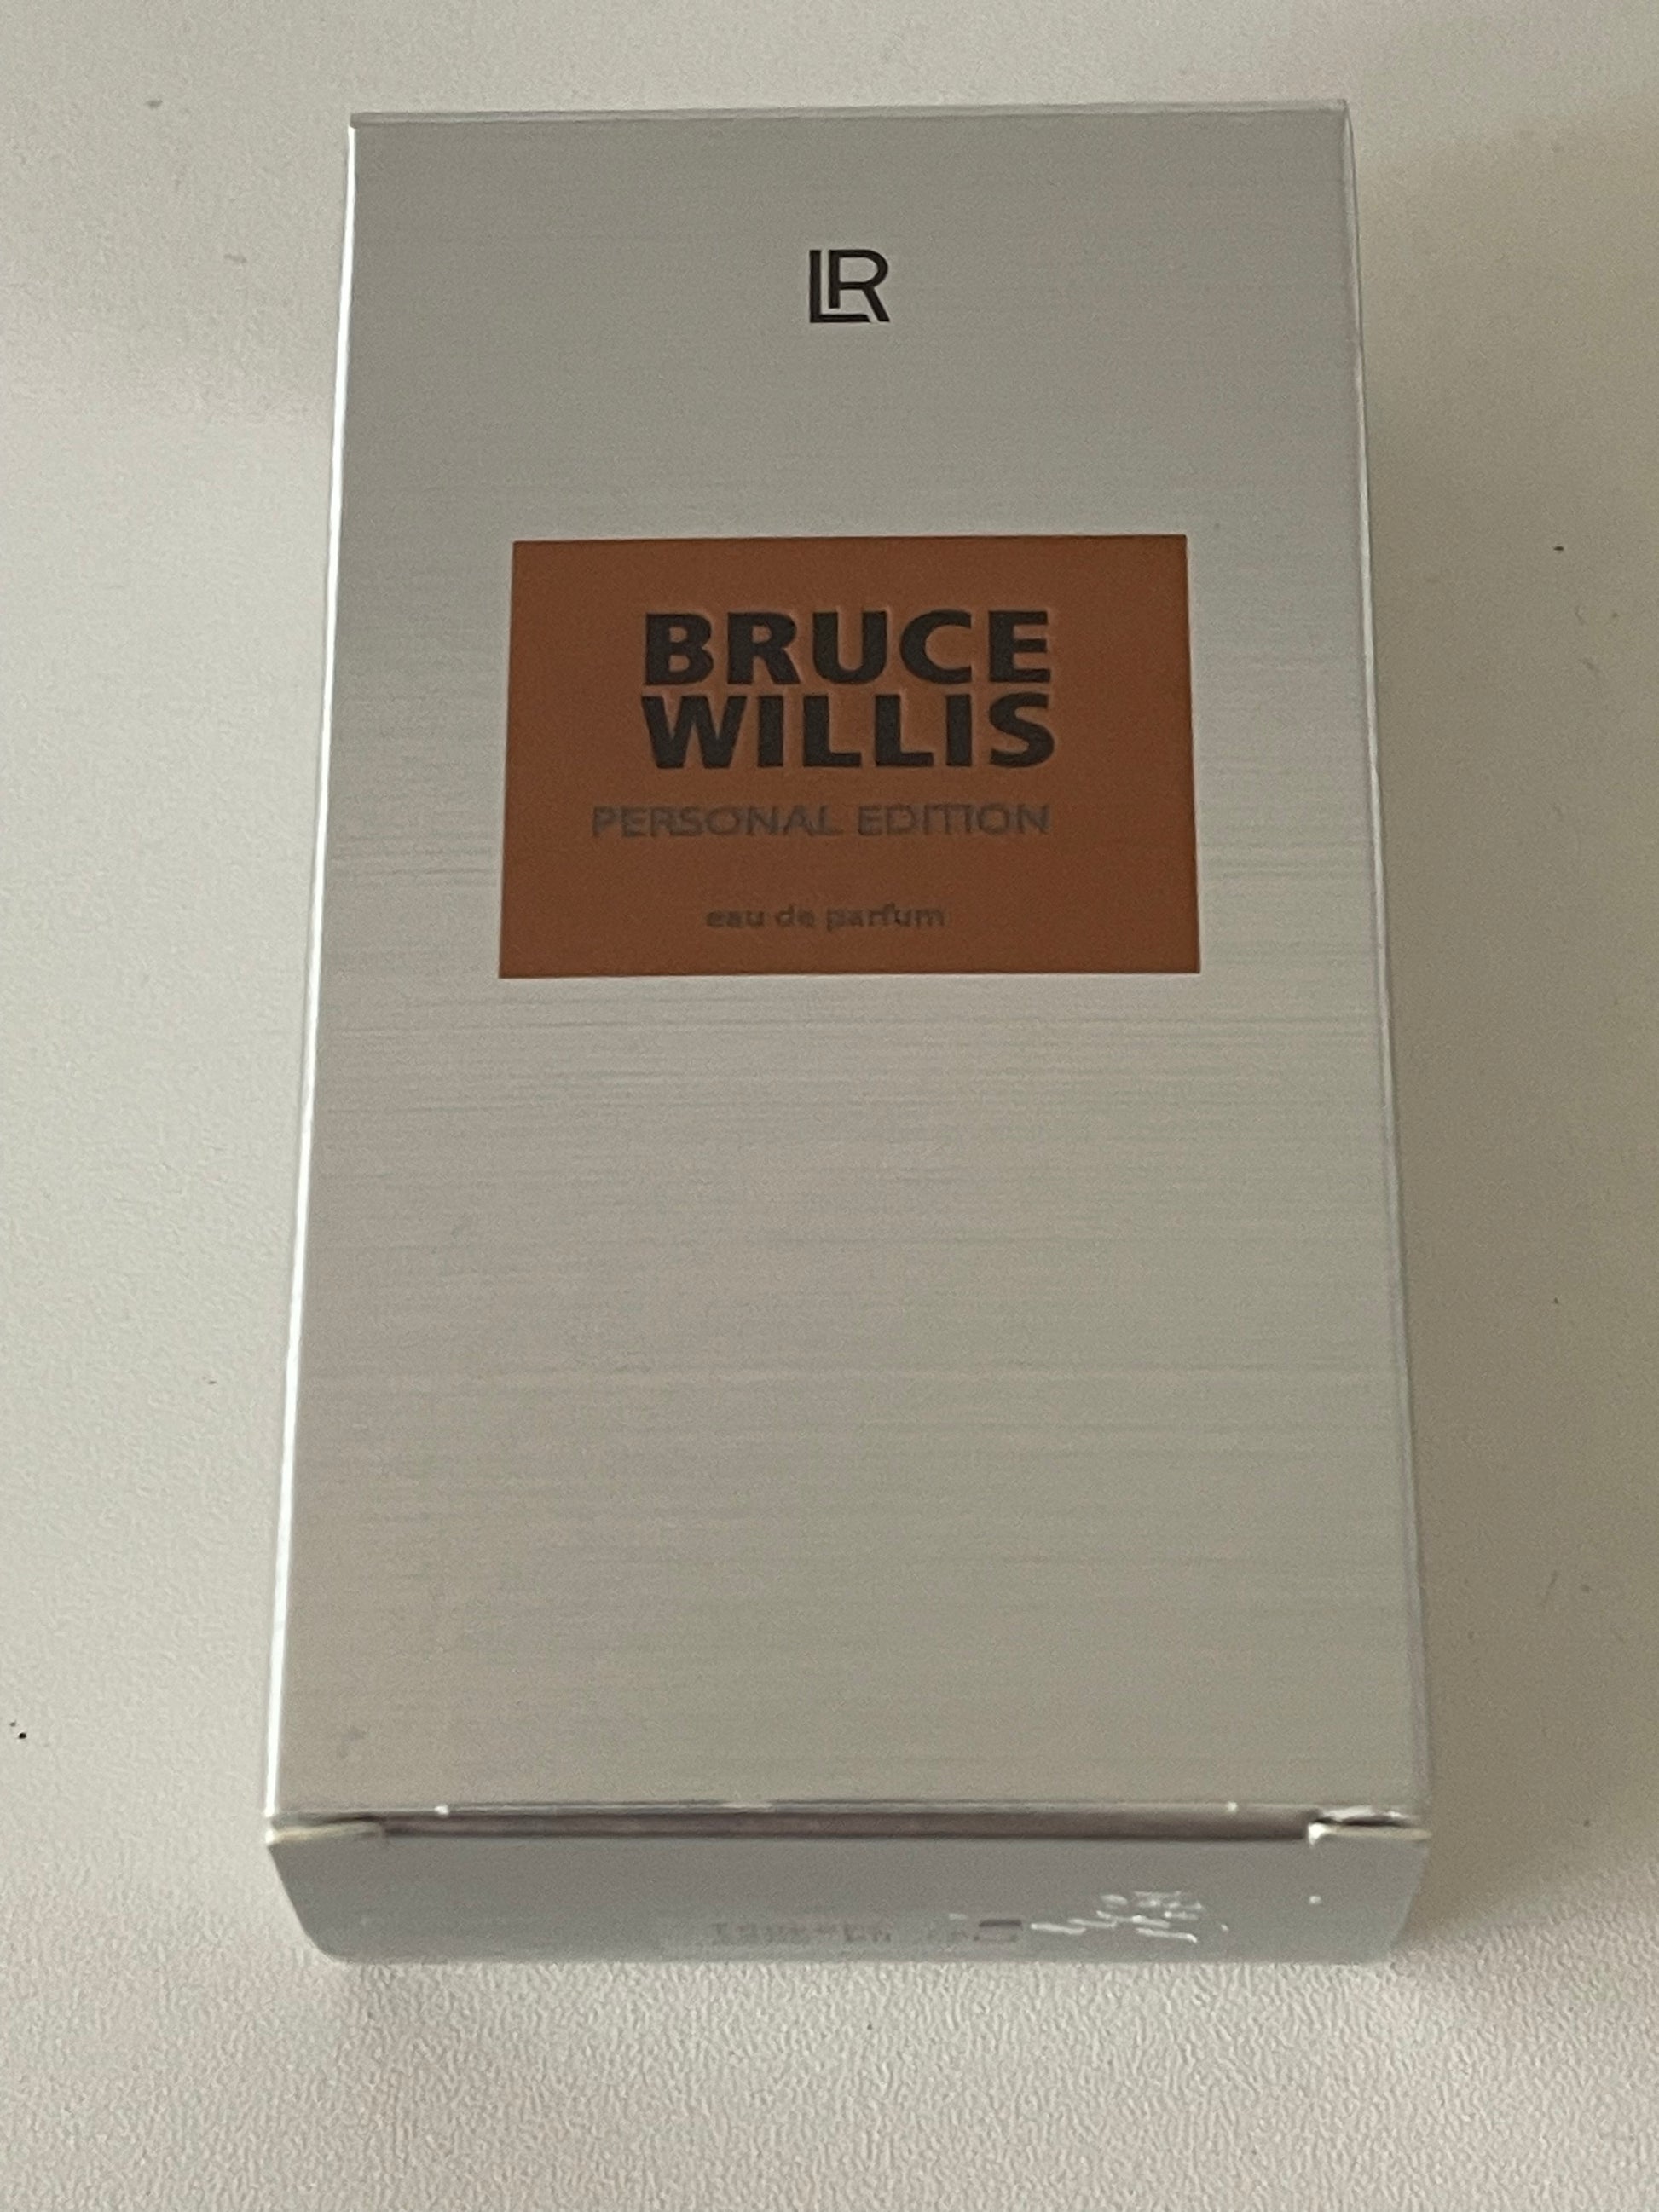 LR
BRUCE
WILLIS
PERSONAL EDITION
eau de parfum